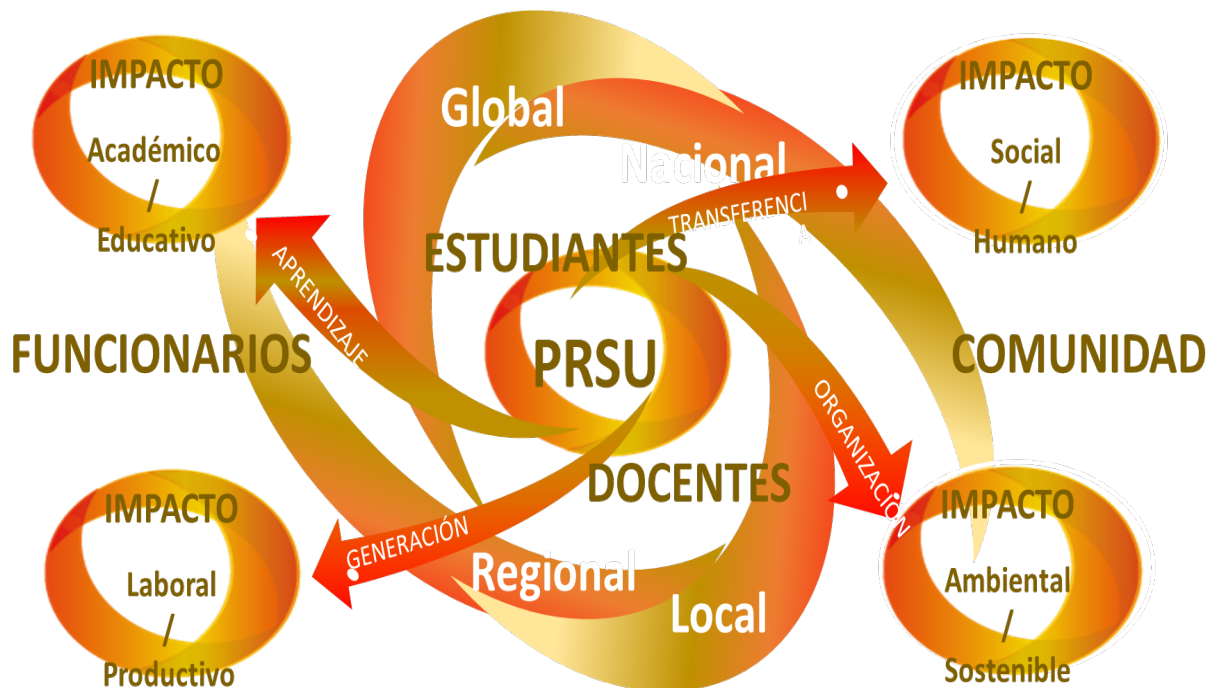 IMPACTO
Académico
/
Educativo
Global
Nacional
IMPACTO
Social
/
Humano
TRANSFERENCI
A
ESTUDIANTES
APRENDIZAJE
FUNCIONARIOS
PRSU
COMUNIDAD
ORGANIZACIÓN
DOCENTES
IMPACTO
Laboral
/
Productivo
GENERACIÓN
Regional
Local
IMPACTO
Ambiental
/
Sostenible